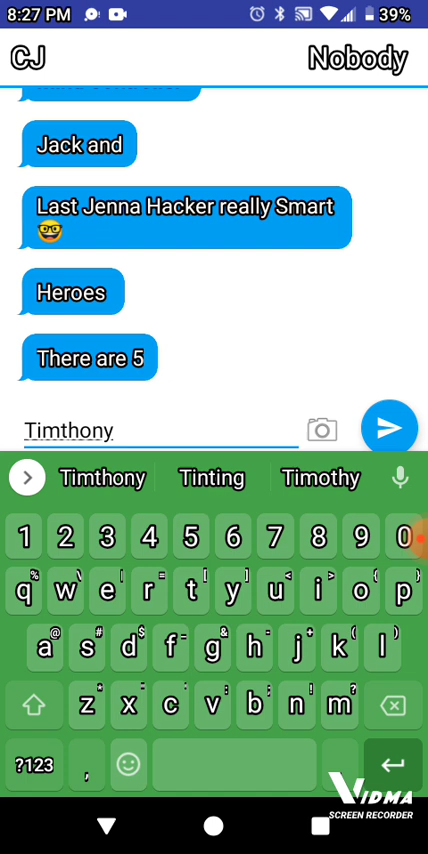 8:27 PM 39%
CJ Nobody
Jack and
Last Jenna Hacker really Smart
🤓
Heroes
There are 5
Timthony
Timthony Tinting Timothy
1 2 3 4 5 6 7 8 9 0
% \ | = [ ] < > { }
q w e r t y u i o p
@ # $ _ & - + ( )
a s d f g h j k l
* " ' : ; ! ?
z x c v b n m
?123 ,
VIDMA
SCREEN RECORDER